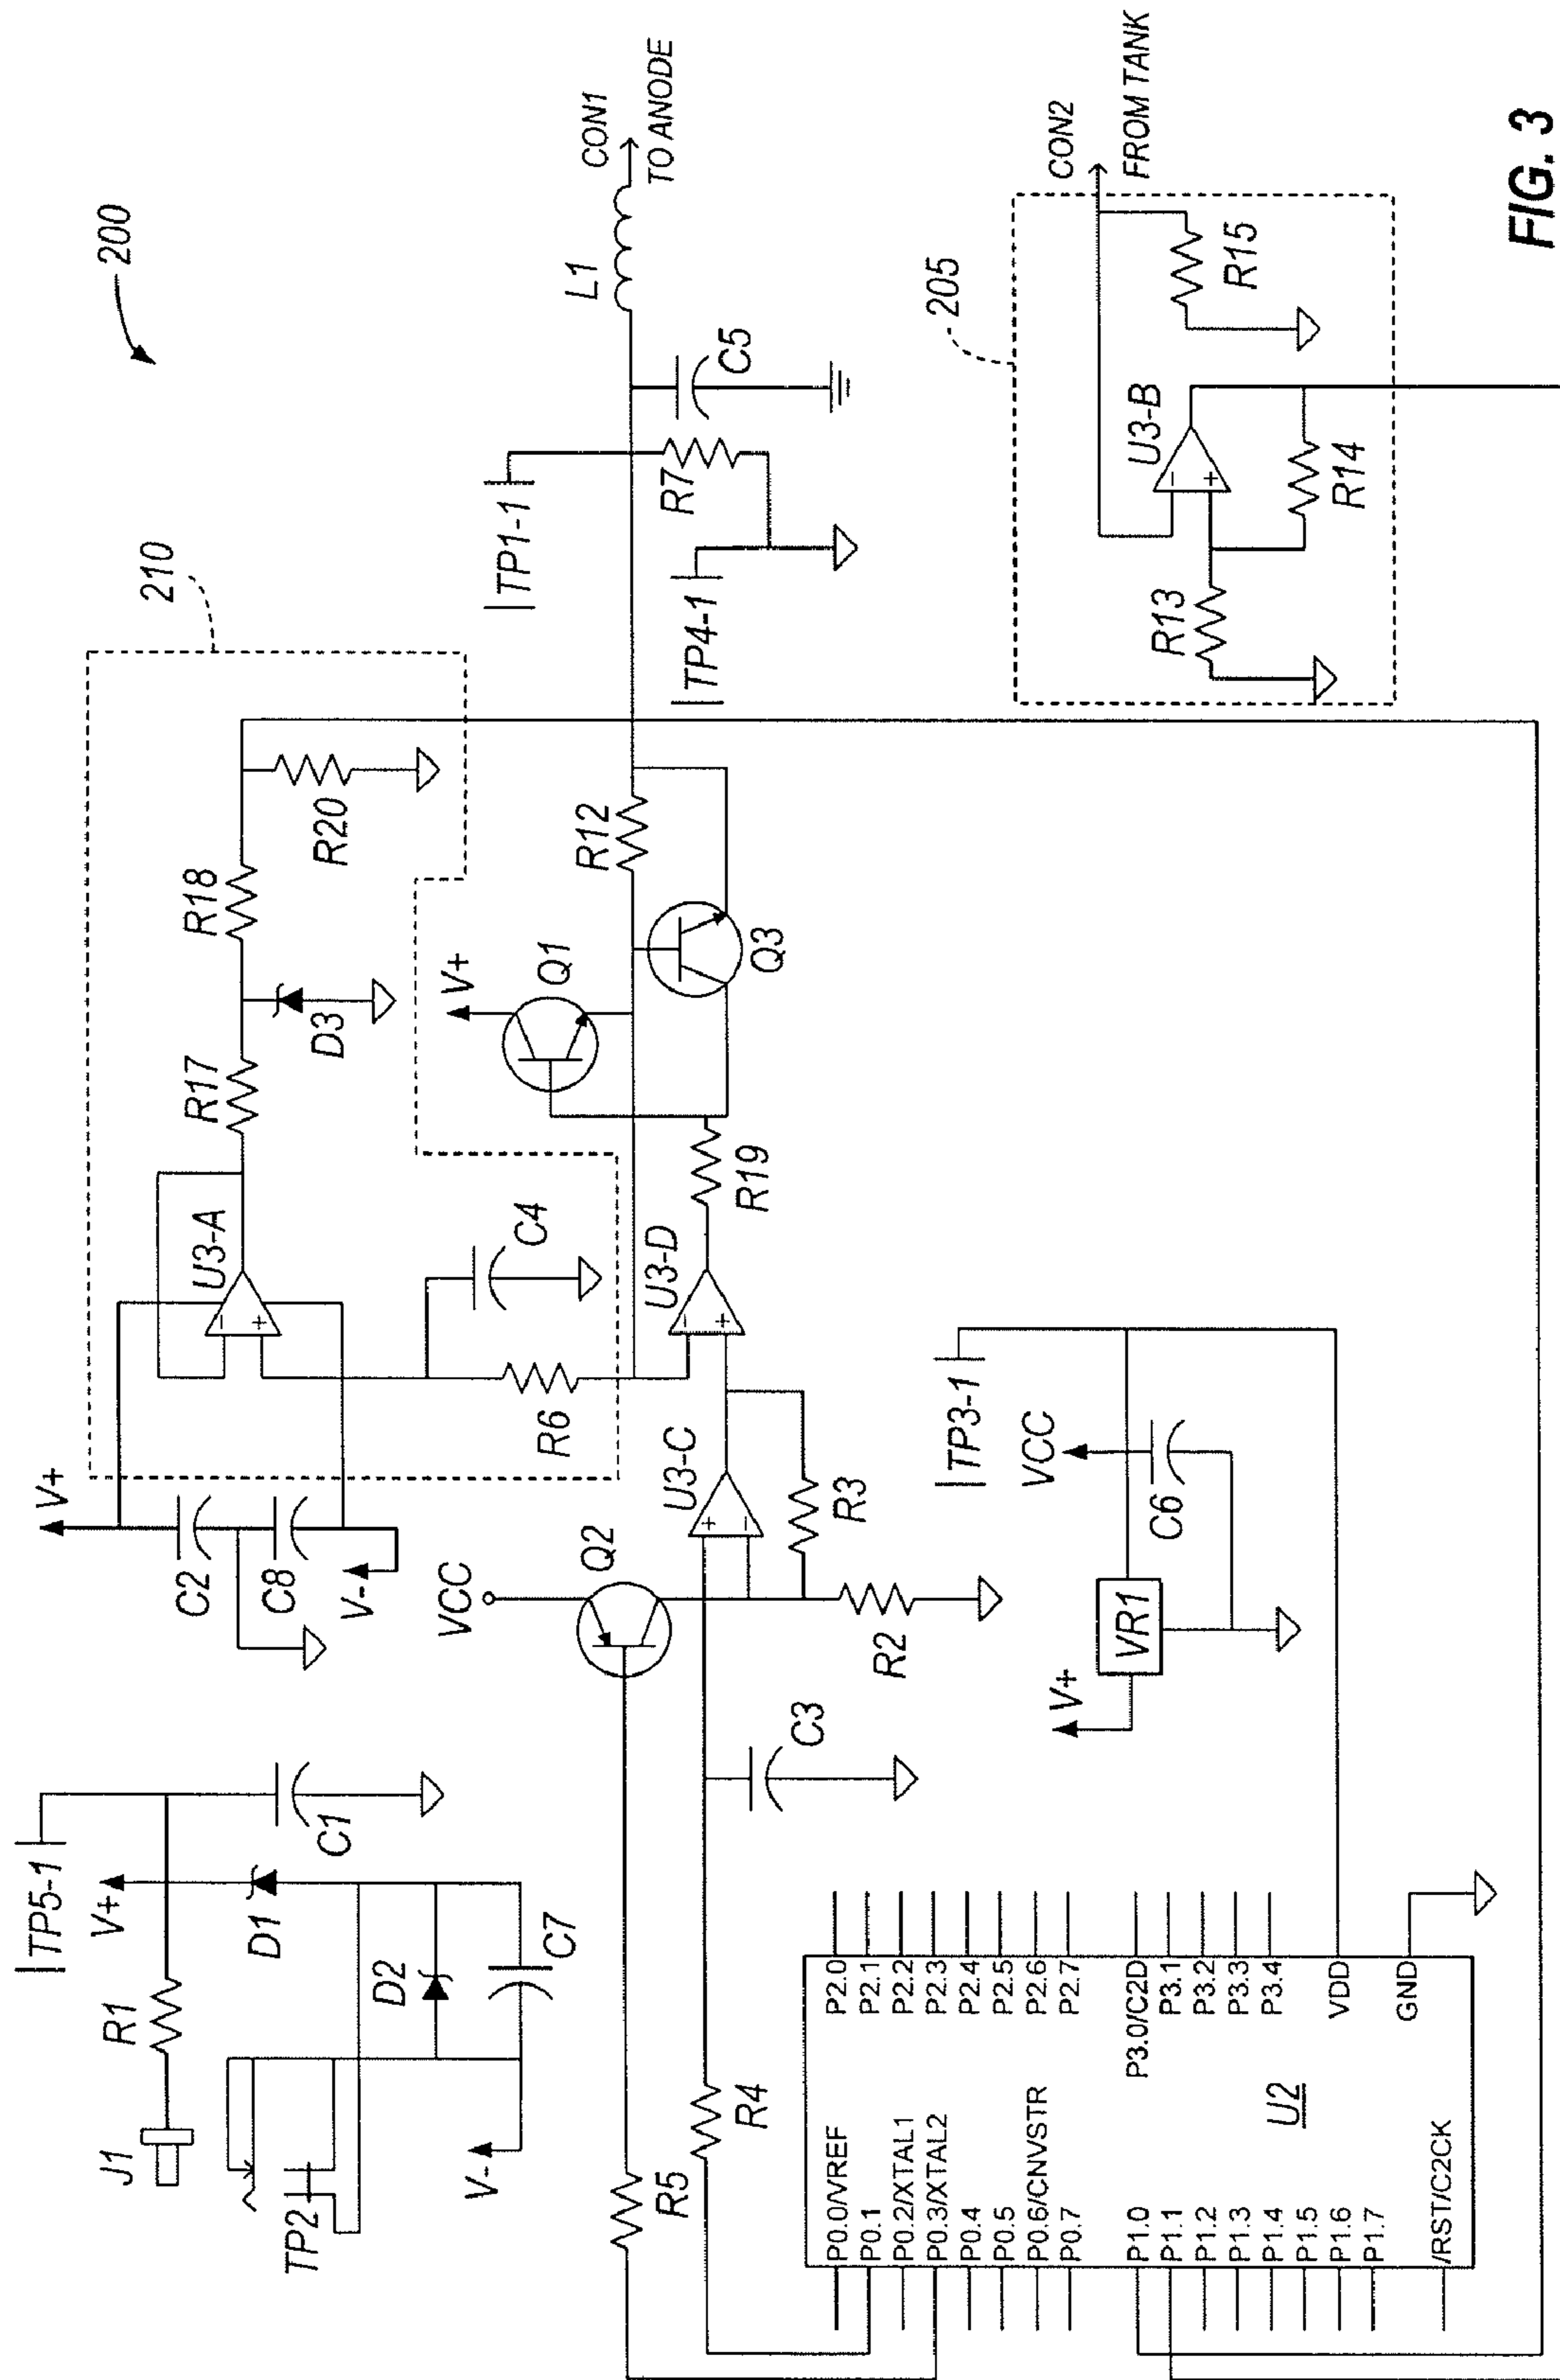 200
210
V+
C2
C8
V-
U3-A
R17
D3
R18
R20
C4
R6
|TP5-1
V+
J1
R1
D1
C1
TP2
D2
C7
V-
VCC
Q2
U3-C
R3
R2
C3
R5
R4
U3-D
R19
V+
Q1
Q3
R12
|TP1-1
|TP4-1
R7
C5
L1
CON1
TO ANODE
|TP3-1
VCC
C6
V+
VR1
205
CON2
FROM TANK
U3-B
R13
R14
R15
P0.0/VREF
P0.1
P0.2/XTAL1
P0.3/XTAL2
P0.4
P0.5
P0.6/CNVSTR
P0.7
P1.0
P1.1
P1.2
P1.3
P1.4
P1.5
P1.6
P1.7
/RST/C2CK
U2
P2.0
P2.1
P2.2
P2.3
P2.4
P2.5
P2.6
P2.7
P3.0/C2D
P3.1
P3.2
P3.3
P3.4
VDD
GND
FIG. 3